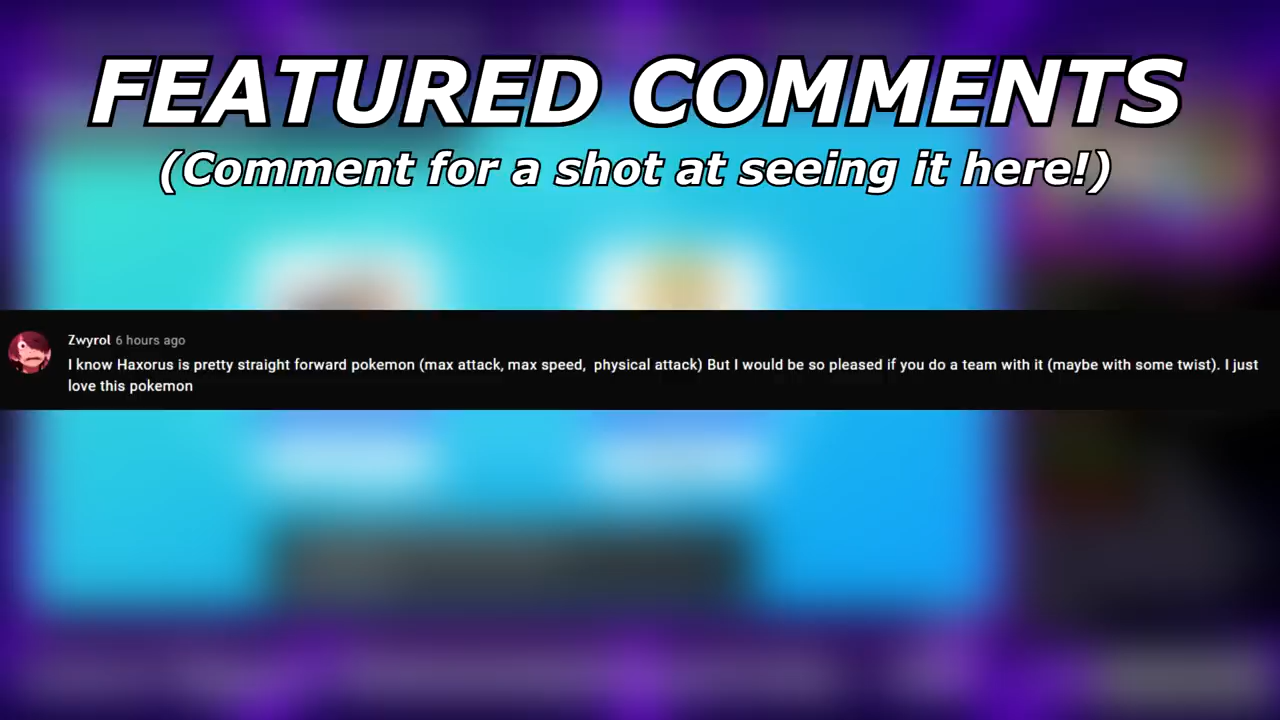 FEATURED COMMENTS
(Comment for a shot at seeing it here!)
Zwyrol 6 hours ago
I know Haxorus is pretty straight forward pokemon (max attack, max speed,  physical attack) But I would be so pleased if you do a team with it (maybe with some twist). I just
love this pokemon